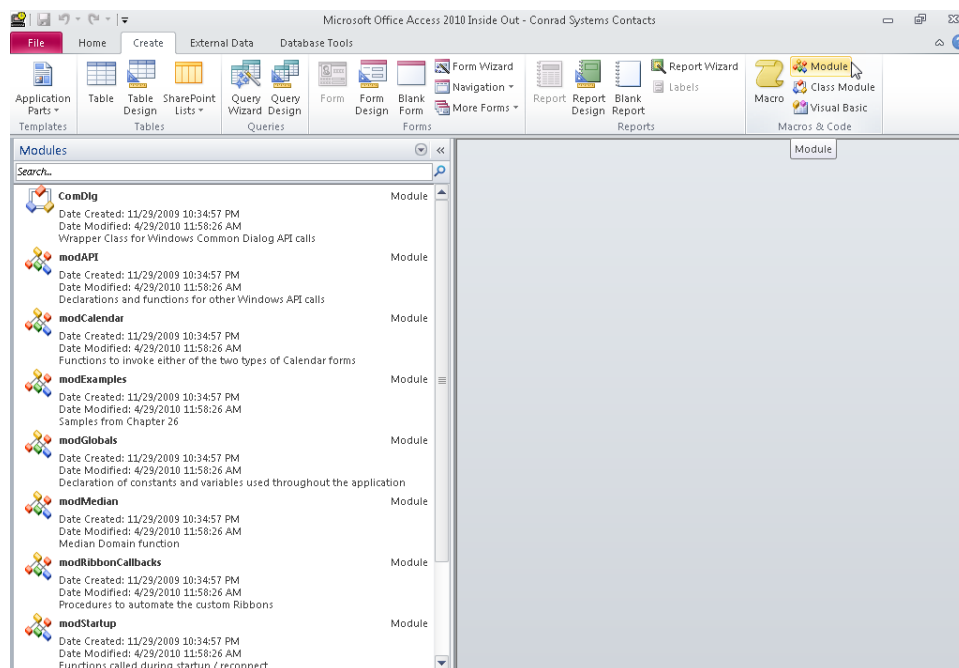 Microsoft Office Access 2010 Inside Out - Conrad Systems Contacts
File Home Create External Data Database Tools
Application Parts
Templates
Table
Table Design
SharePoint Lists
Tables
Query Wizard
Query Design
Queries
Form
Form Design
Blank Form
Form Wizard
Navigation
More Forms
Forms
Report
Report Design
Blank Report
Report Wizard
Labels
Reports
Macro
Module
Class Module
Visual Basic
Macros & Code
Module
Modules
Search...
ComDlg Module
Date Created: 11/29/2009 10:34:57 PM
Date Modified: 4/29/2010 11:58:26 AM
Wrapper Class for Windows Common Dialog API calls
modAPI Module
Date Created: 11/29/2009 10:34:57 PM
Date Modified: 4/29/2010 11:58:26 AM
Declarations and functions for other Windows API calls
modCalendar Module
Date Created: 11/29/2009 10:34:57 PM
Date Modified: 4/29/2010 11:58:26 AM
Functions to invoke either of the two types of Calendar forms
modExamples Module
Date Created: 11/29/2009 10:34:57 PM
Date Modified: 4/29/2010 11:58:26 AM
Samples from Chapter 26
modGlobals Module
Date Created: 11/29/2009 10:34:57 PM
Date Modified: 4/29/2010 11:58:26 AM
Declaration of constants and variables used throughout the application
modMedian Module
Date Created: 11/29/2009 10:34:57 PM
Date Modified: 4/29/2010 11:58:26 AM
Median Domain function
modRibbonCallbacks Module
Date Created: 11/29/2009 10:34:57 PM
Date Modified: 4/29/2010 11:58:26 AM
Procedures to automate the custom Ribbons
modStartup Module
Date Created: 11/29/2009 10:34:57 PM
Date Modified: 4/29/2010 11:58:26 AM
Functions called during startup / reconnect